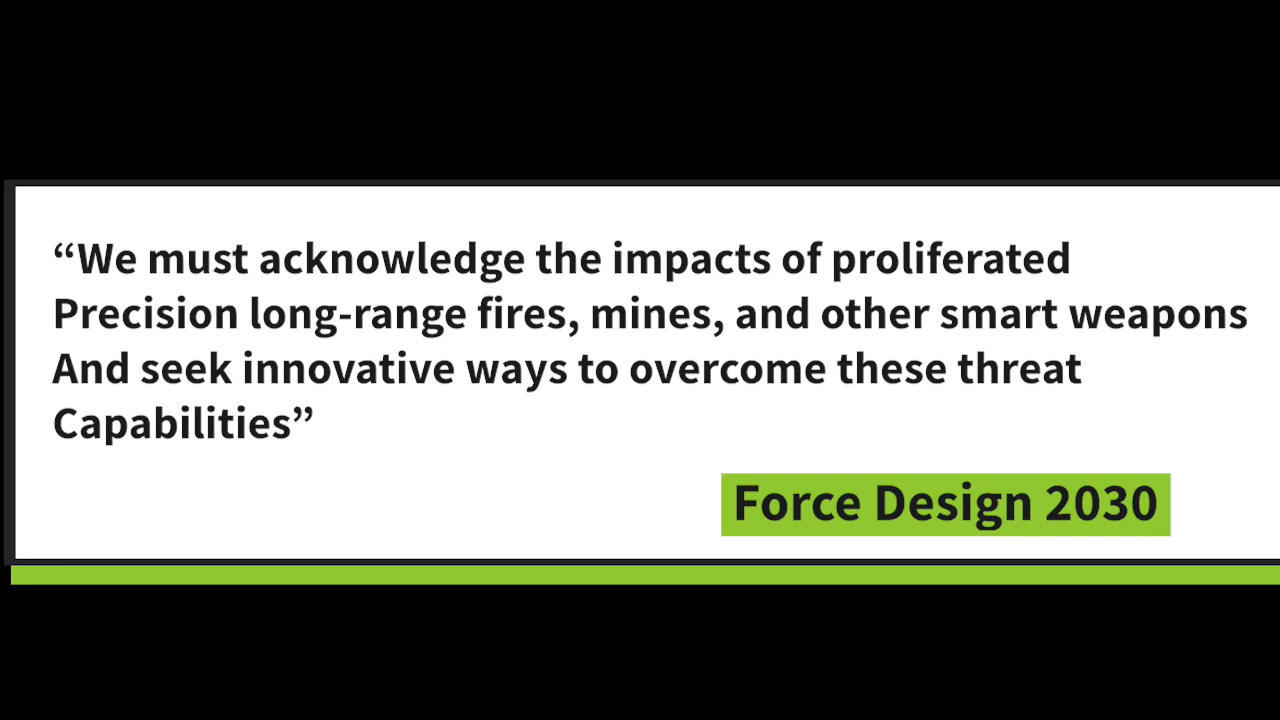 “We must acknowledge the impacts of proliferated
Precision long-range fires, mines, and other smart weapons
And seek innovative ways to overcome these threat
Capabilities”
Force Design 2030